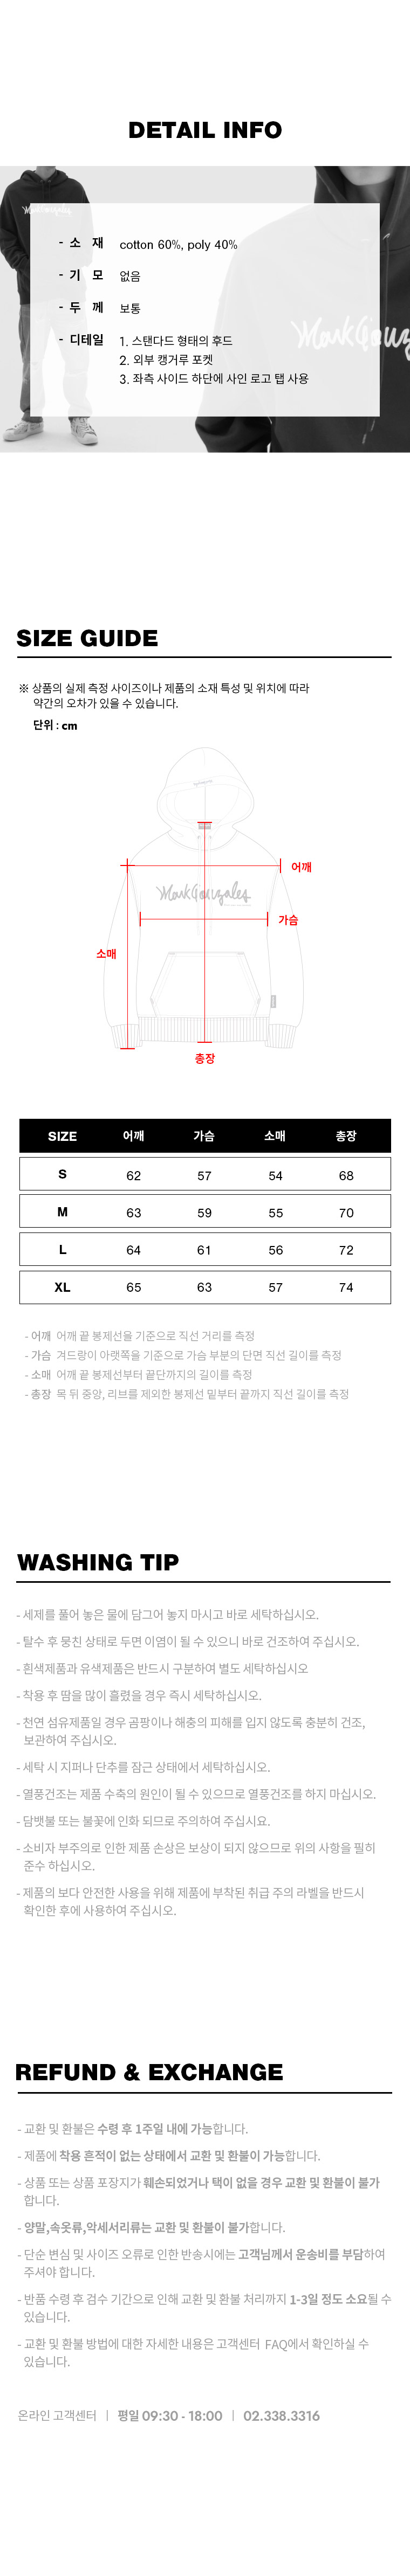 DETAIL INFO
MarkGonzales
- 소 재 cotton 60%, poly 40%
- 기 모 없음
- 두 께 보통
- 디테일 1. 스탠다드 형태의 후드
2. 외부 캥거루 포켓
3. 좌측 사이드 하단에 사인 로고 탭 사용
MarkGonz
SIZE GUIDE
※ 상품의 실제 측정 사이즈이나 제품의 소재 특성 및 위치에 따라
약간의 오차가 있을 수 있습니다.
단위 : cm
어깨
MarkGonzales
가슴
소매
총장
SIZE 어깨 가슴 소매 총장
S 62 57 54 68
M 63 59 55 70
L 64 61 56 72
XL 65 63 57 74
- 어깨 어깨 끝 봉제선을 기준으로 직선 거리를 측정
- 가슴 겨드랑이 아랫쪽을 기준으로 가슴 부분의 단면 직선 길이를 측정
- 소매 어깨 끝 봉제선부터 끝단까지의 길이를 측정
- 총장 목 뒤 중앙, 리브를 제외한 봉제선 밑부터 끝까지 직선 길이를 측정
WASHING TIP
- 세제를 풀어 놓은 물에 담그어 놓지 마시고 바로 세탁하십시오.
- 탈수 후 뭉친 상태로 두면 이염이 될 수 있으니 바로 건조하여 주십시오.
- 흰색제품과 유색제품은 반드시 구분하여 별도 세탁하십시오
- 착용 후 땀을 많이 흘렸을 경우 즉시 세탁하십시오.
- 천연 섬유제품일 경우 곰팡이나 해충의 피해를 입지 않도록 충분히 건조,
보관하여 주십시오.
- 세탁 시 지퍼나 단추를 잠근 상태에서 세탁하십시오.
- 열풍건조는 제품 수축의 원인이 될 수 있으므로 열풍건조를 하지 마십시오.
- 담뱃불 또는 불꽃에 인화 되므로 주의하여 주십시요.
- 소비자 부주의로 인한 제품 손상은 보상이 되지 않으므로 위의 사항을 필히
준수 하십시오.
- 제품의 보다 안전한 사용을 위해 제품에 부착된 취급 주의 라벨을 반드시
확인한 후에 사용하여 주십시오.
REFUND & EXCHANGE
- 교환 및 환불은 수령 후 1주일 내에 가능합니다.
- 제품에 착용 흔적이 없는 상태에서 교환 및 환불이 가능합니다.
- 상품 또는 상품 포장지가 훼손되었거나 택이 없을 경우 교환 및 환불이 불가
합니다.
- 양말,속옷류,악세서리류는 교환 및 환불이 불가합니다.
- 단순 변심 및 사이즈 오류로 인한 반송시에는 고객님께서 운송비를 부담하여
주셔야 합니다.
- 반품 수령 후 검수 기간으로 인해 교환 및 환불 처리까지 1-3일 정도 소요될 수
있습니다.
- 교환 및 환불 방법에 대한 자세한 내용은 고객센터 FAQ에서 확인하실 수
있습니다.
온라인 고객센터 | 평일 09:30 - 18:00 | 02.338.3316